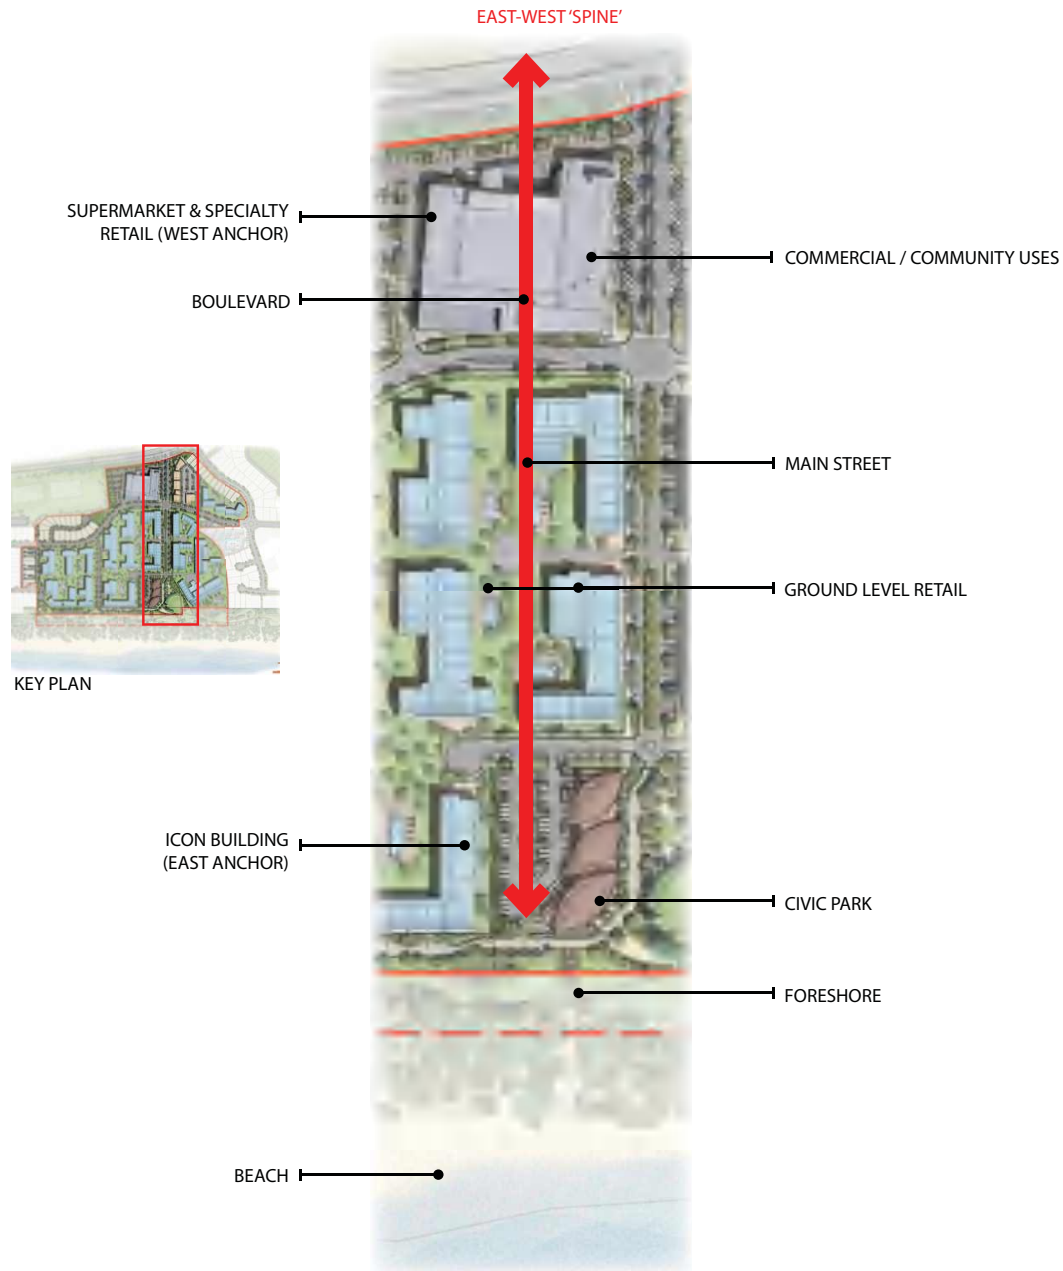 EAST-WEST ‘SPINE’
SUPERMARKET & SPECIALTY
RETAIL (WEST ANCHOR)
COMMERCIAL / COMMUNITY USES
BOULEVARD
MAIN STREET
GROUND LEVEL RETAIL
KEY PLAN
ICON BUILDING
(EAST ANCHOR)
CIVIC PARK
FORESHORE
BEACH